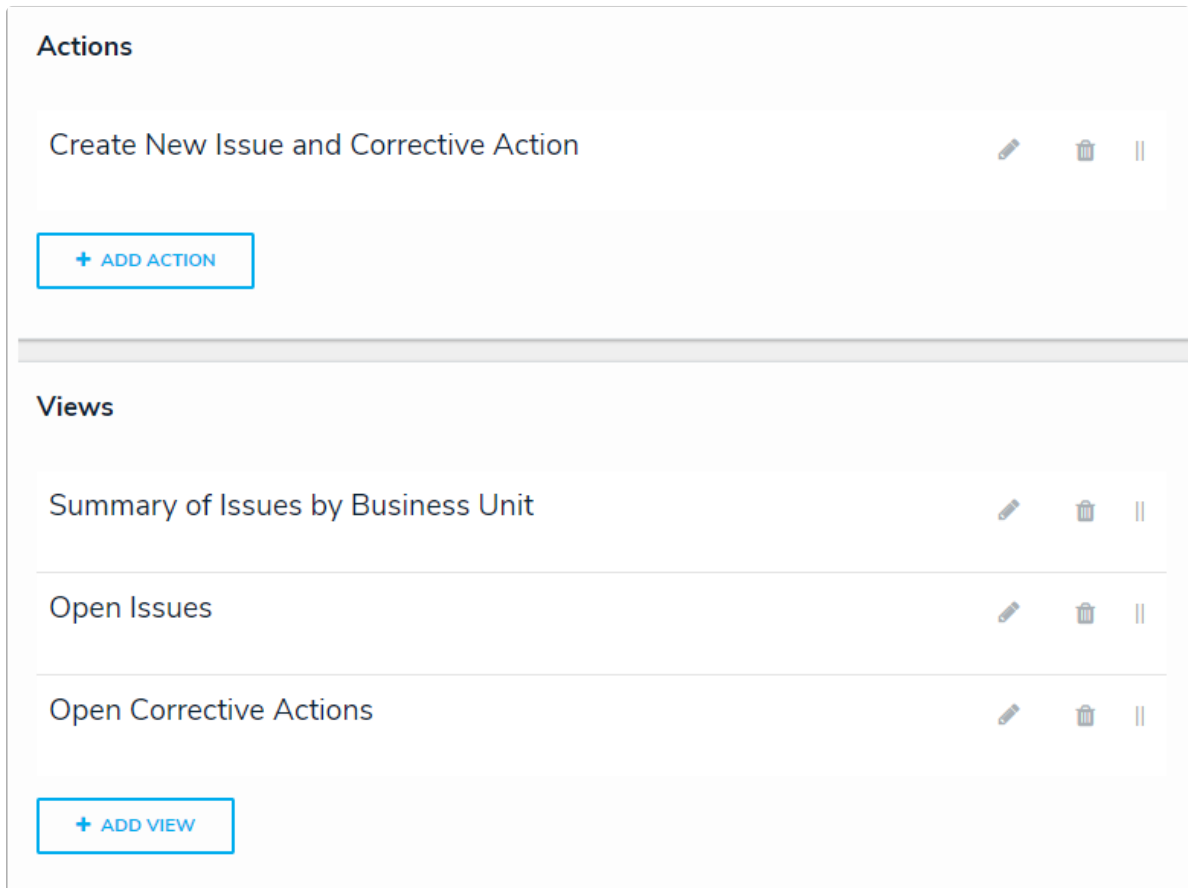 Actions
Create New Issue and Corrective Action
+ ADD ACTION
Views
Summary of Issues by Business Unit
Open Issues
Open Corrective Actions
+ ADD VIEW